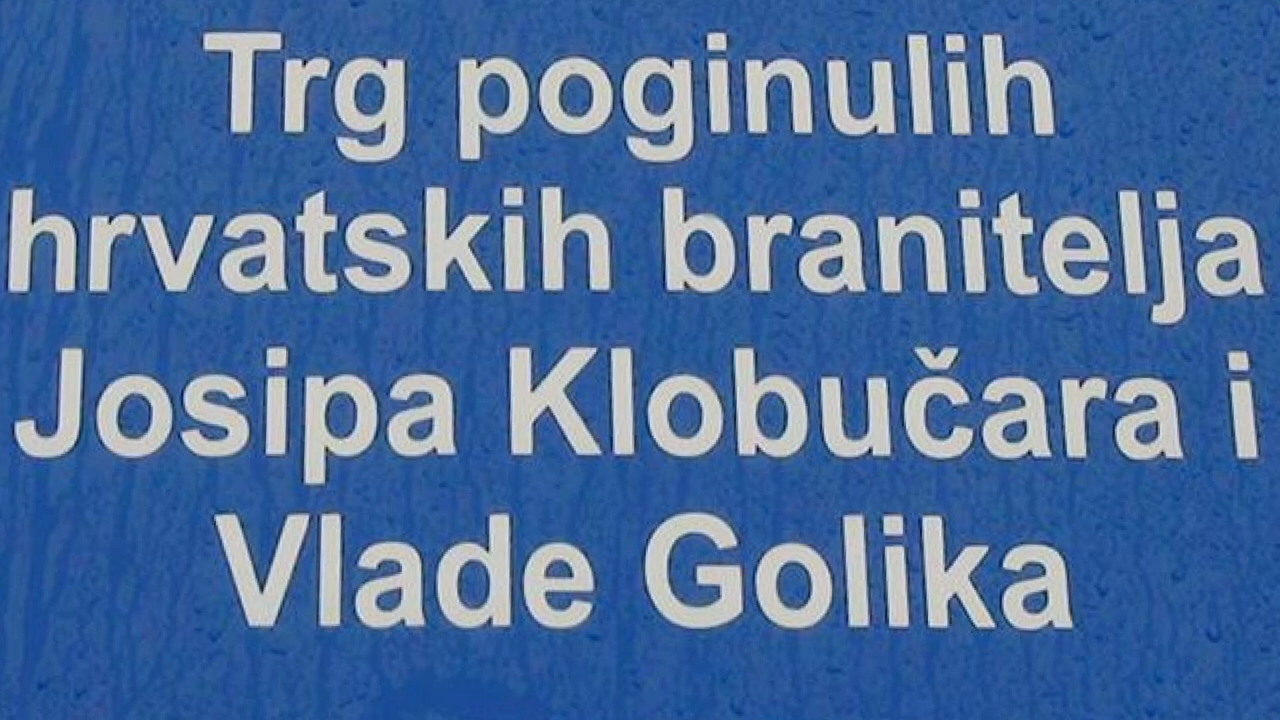 Trg poginulih
hrvatskih branitelja
Josipa Klobučara i
Vlade Golika